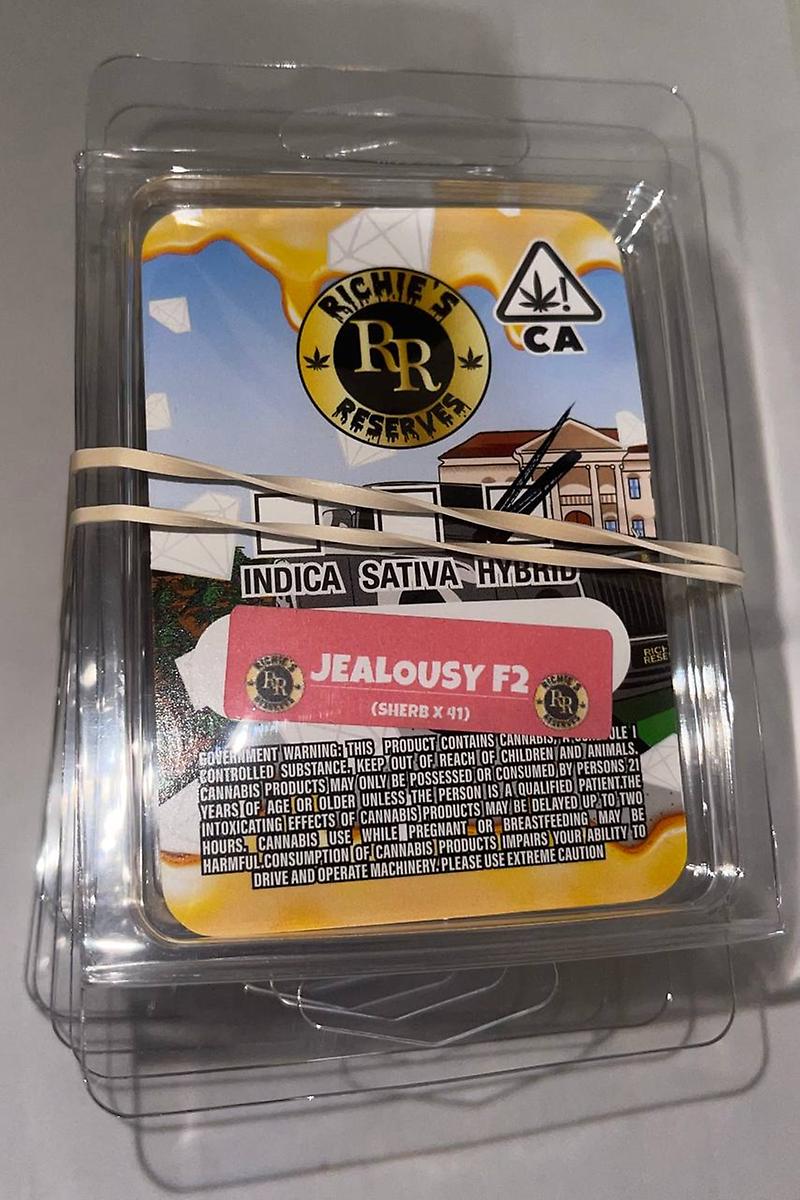 RICHIE'S
RR
RESERVES
CA
INDICA SATIVA HYBRID
RICHIE'S
RR
JEALOUSY F2
(SHERB X 41)
RICHIE'S
RR
GOVERNMENT WARNING: THIS PRODUCT CONTAINS CANNABIS,
CONTROLLED SUBSTANCE. KEEP OUT OF REACH OF CHILDREN AND ANIMALS.
CANNABIS PRODUCTS MAY ONLY BE POSSESSED OR CONSUMED BY PERSONS 21
YEARS OF AGE OR OLDER UNLESS THE PERSON IS A QUALIFIED PATIENT.THE
INTOXICATING EFFECTS OF CANNABIS PRODUCTS MAY BE DELAYED UP TO TWO
HOURS. CANNABIS USE WHILE PREGNANT OR BREASTFEEDING MAY BE
HARMFUL.CONSUMPTION OF CANNABIS PRODUCTS IMPAIRS YOUR ABILITY TO
DRIVE AND OPERATE MACHINERY. PLEASE USE EXTREME CAUTION